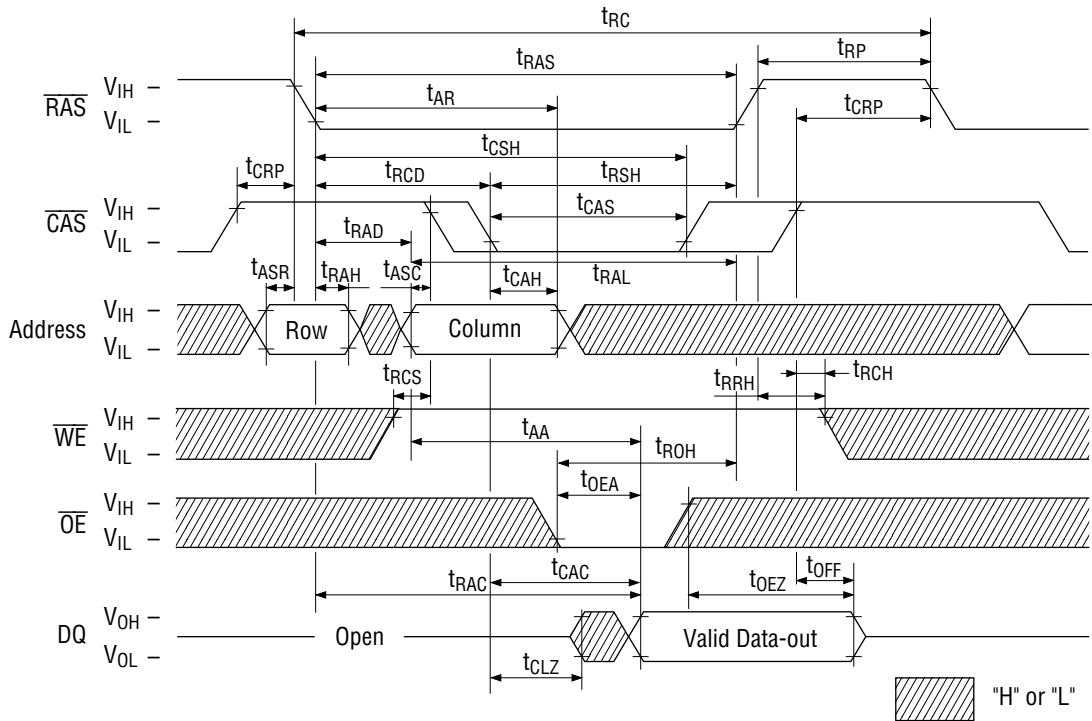 tRC
tRP
tRAS
RAS
VIH
VIL
tAR
tCRP
tCSH
tCRP
tRCD
tRSH
CAS
VIH
VIL
tCAS
tRAD
tRAL
tASR
tRAH
tASC
tCAH
Address
VIH
VIL
Row
Column
tRCS
tRRH
tRCH
WE
VIH
VIL
tAA
tROH
tOEA
OE
VIH
VIL
tCAC
tRAC
tOEZ
tOFF
DQ
VOH
VOL
Open
Valid Data-out
tCLZ
"H" or "L"